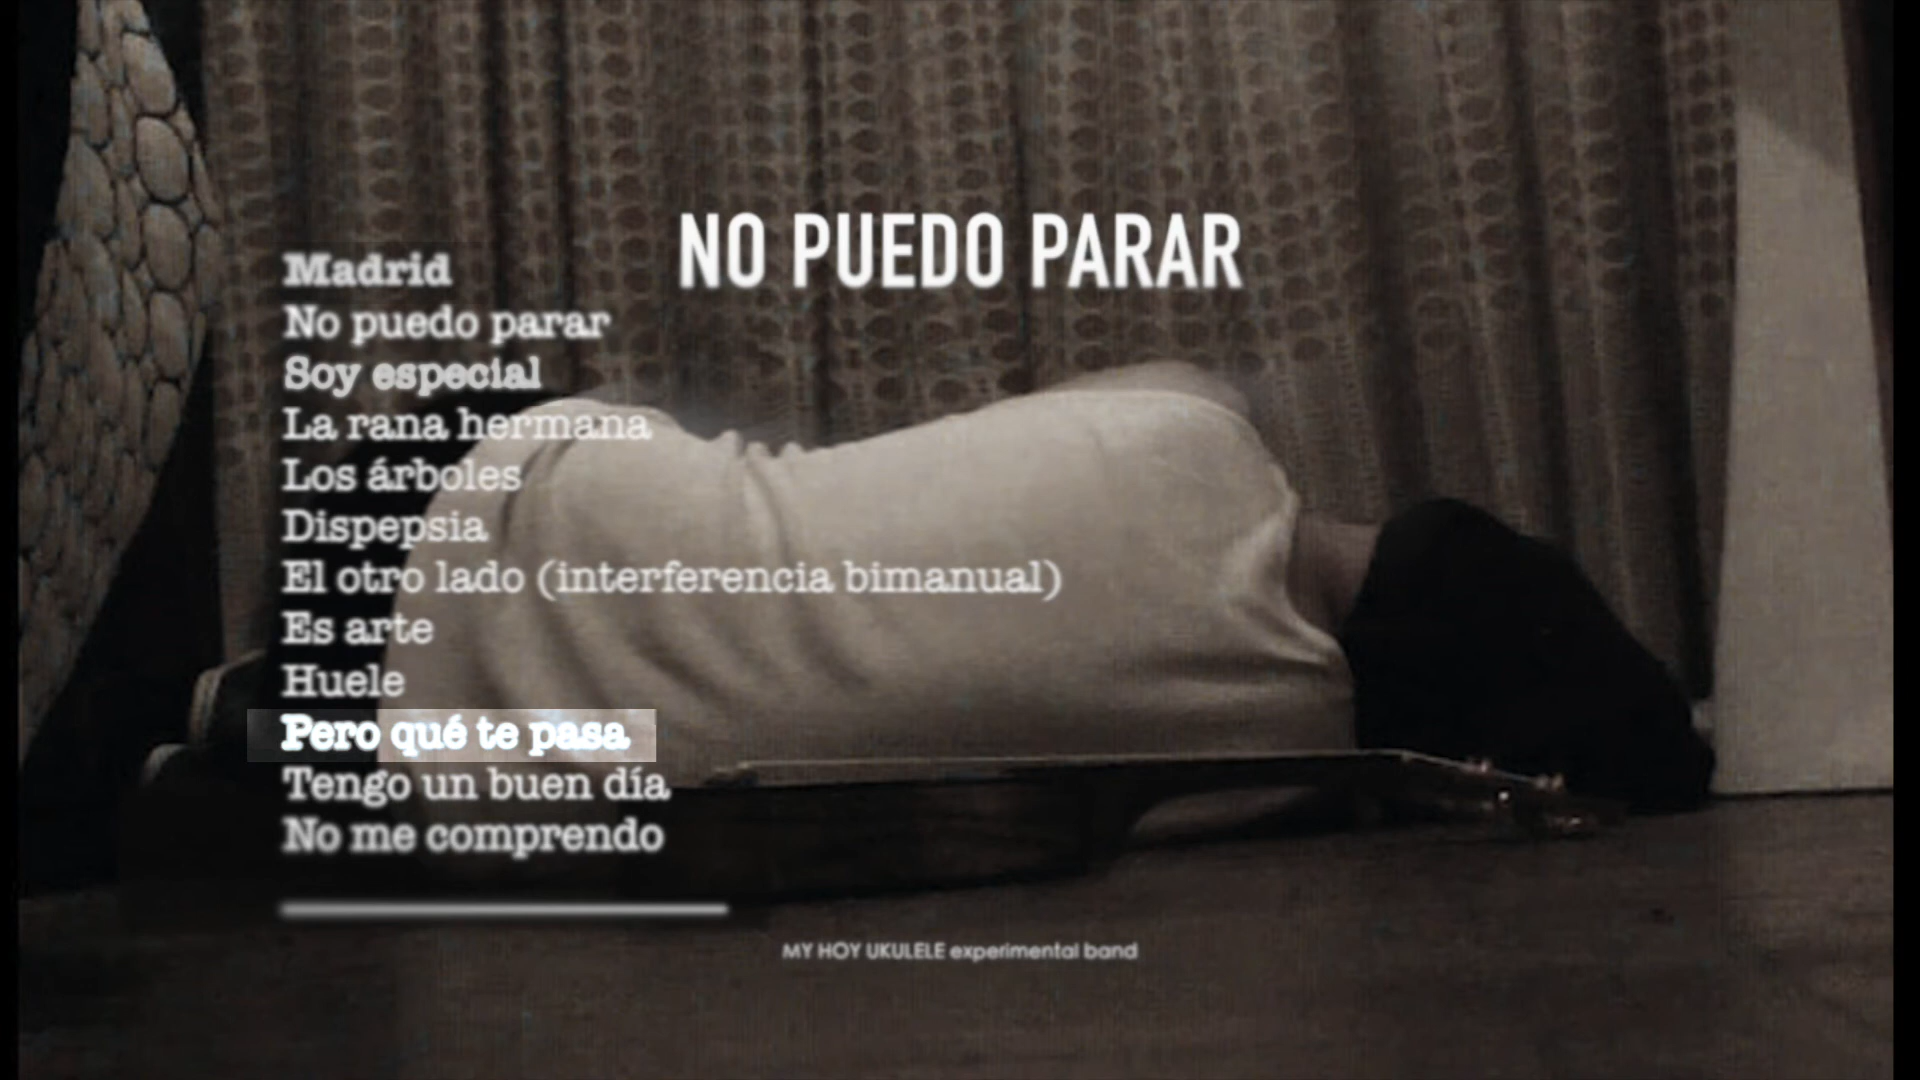 NO PUEDO PARAR
Madrid
No puedo parar
Soy especial
La rana hermana
Los árboles
Dispepsia
El otro lado (interferencia bimanual)
Es arte
Huele
Pero qué te pasa
Tengo un buen día
No me comprendo
MY HOY UKULELE experimental band